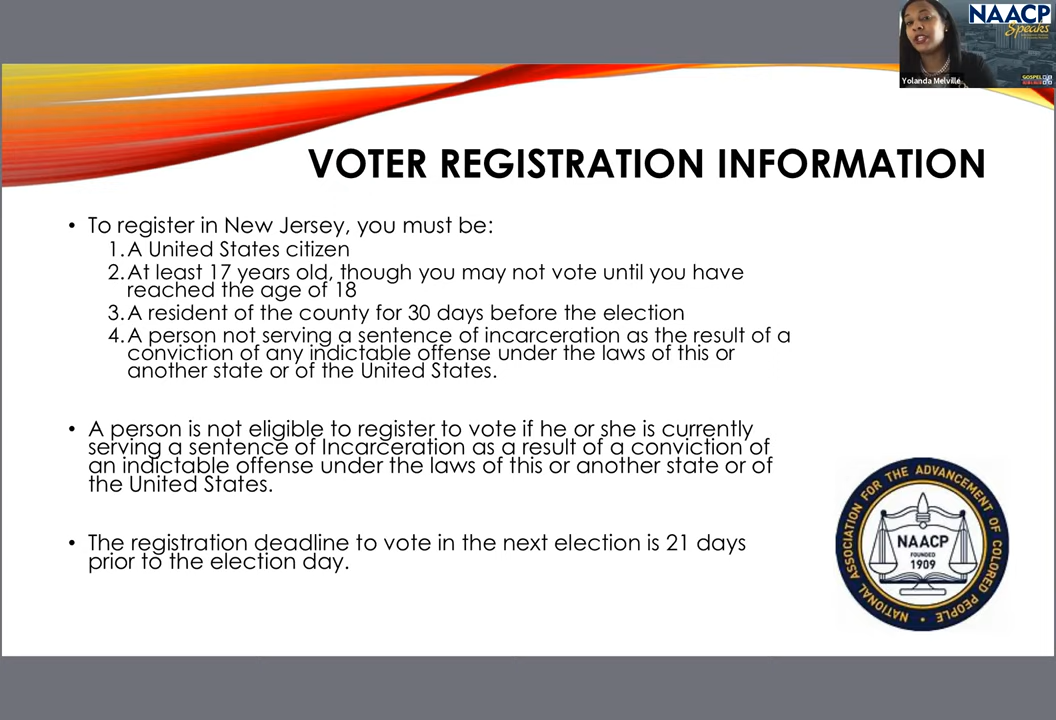 NAACP
Speaks
Yolanda Melville
VOTER REGISTRATION INFORMATION
• To register in New Jersey, you must be:
1. A United States citizen
2. At least 17 years old, though you may not vote until you have
reached the age of 18
3. A resident of the county for 30 days before the election
4. A person not serving a sentence of incarceration as the result of a
conviction of any indictable offense under the laws of this or
another state or of the United States.
• A person is not eligible to register to vote if he or she is currently
serving a sentence of Incarceration as a result of a conviction of
an indictable offense under the laws of this or another state or of
the United States.
• The registration deadline to vote in the next election is 21 days
prior to the election day.
NATIONAL ASSOCIATION FOR THE ADVANCEMENT OF COLORED PEOPLE
NAACP
FOUNDED
1909